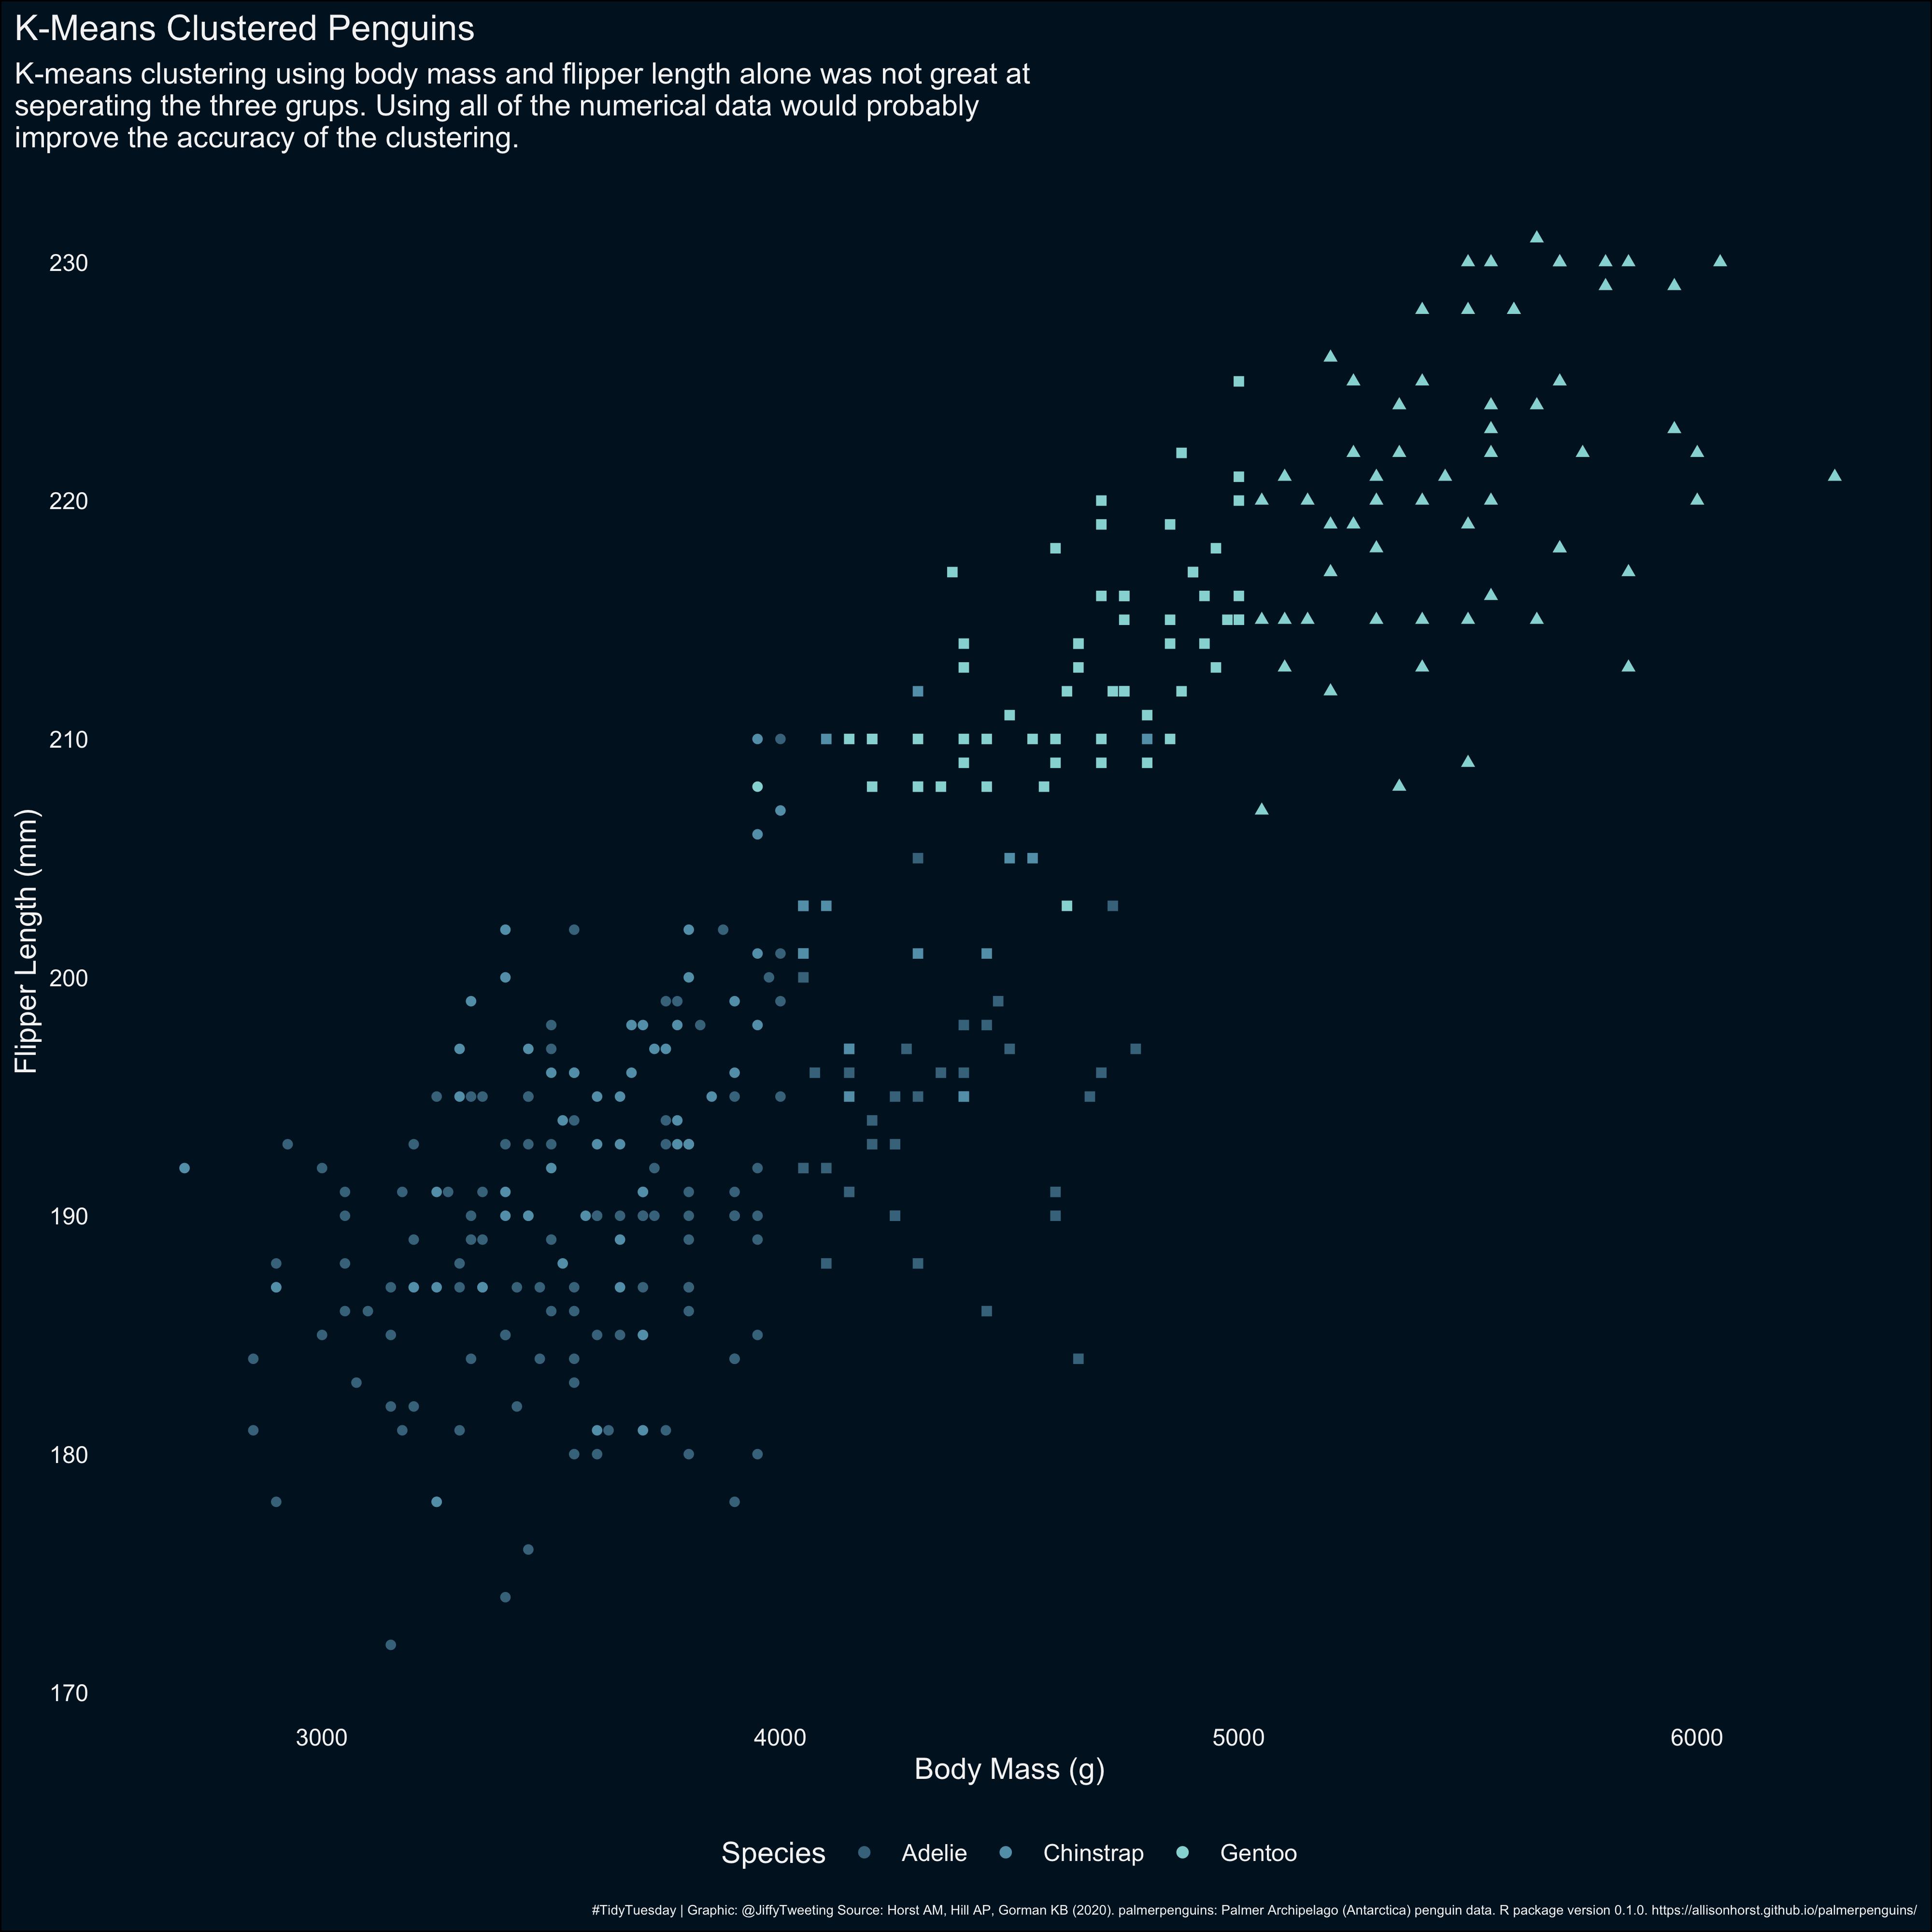 K-Means Clustered Penguins
K-means clustering using body mass and flipper length alone was not great at
seperating the three grups. Using all of the numerical data would probably
improve the accuracy of the clustering.
Flipper Length (mm)
230
220
210
200
190
180
170
3000 4000 5000 6000
Body Mass (g)
Species Adelie Chinstrap Gentoo
#TidyTuesday | Graphic: @JiffyTweeting Source: Horst AM, Hill AP, Gorman KB (2020). palmerpenguins: Palmer Archipelago (Antarctica) penguin data. R package version 0.1.0. https://allisonhorst.github.io/palmerpenguins/